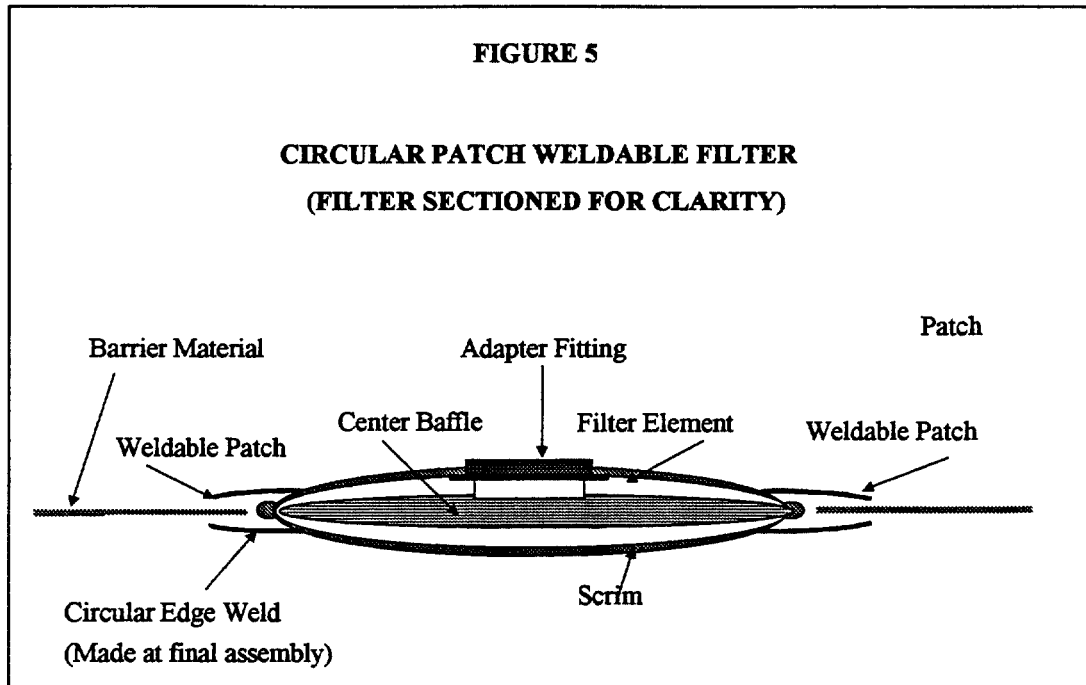 FIGURE 5
CIRCULAR PATCH WELDABLE FILTER
(FILTER SECTIONED FOR CLARITY)
Patch
Barrier Material
Adapter Fitting
Center Baffle
Filter Element
Weldable Patch
Weldable Patch
Scrim
Circular Edge Weld
(Made at final assembly)